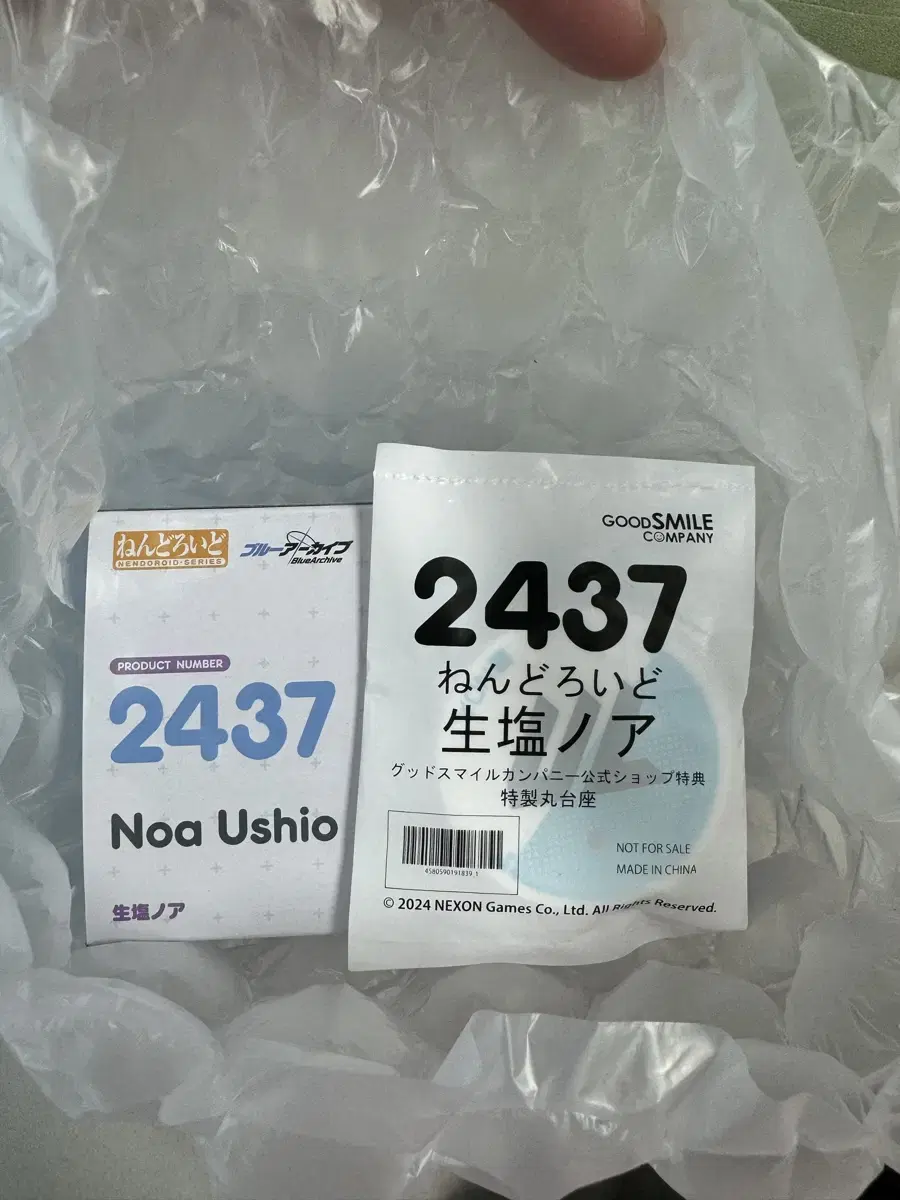 ねんどろいど
NENDOROID-SERIES
ブルーアーカイブ
BlueArchive
PRODUCT NUMBER
2437
Noa Ushio
生塩ノア
GOODSMILE
COMPANY
2437
ねんどろいど
生塩ノア
グッドスマイルカンパニー公式ショップ特典
特製丸台座
4580590191839_1
NOT FOR SALE
MADE IN CHINA
© 2024 NEXON Games Co., Ltd. All Rights Reserved.